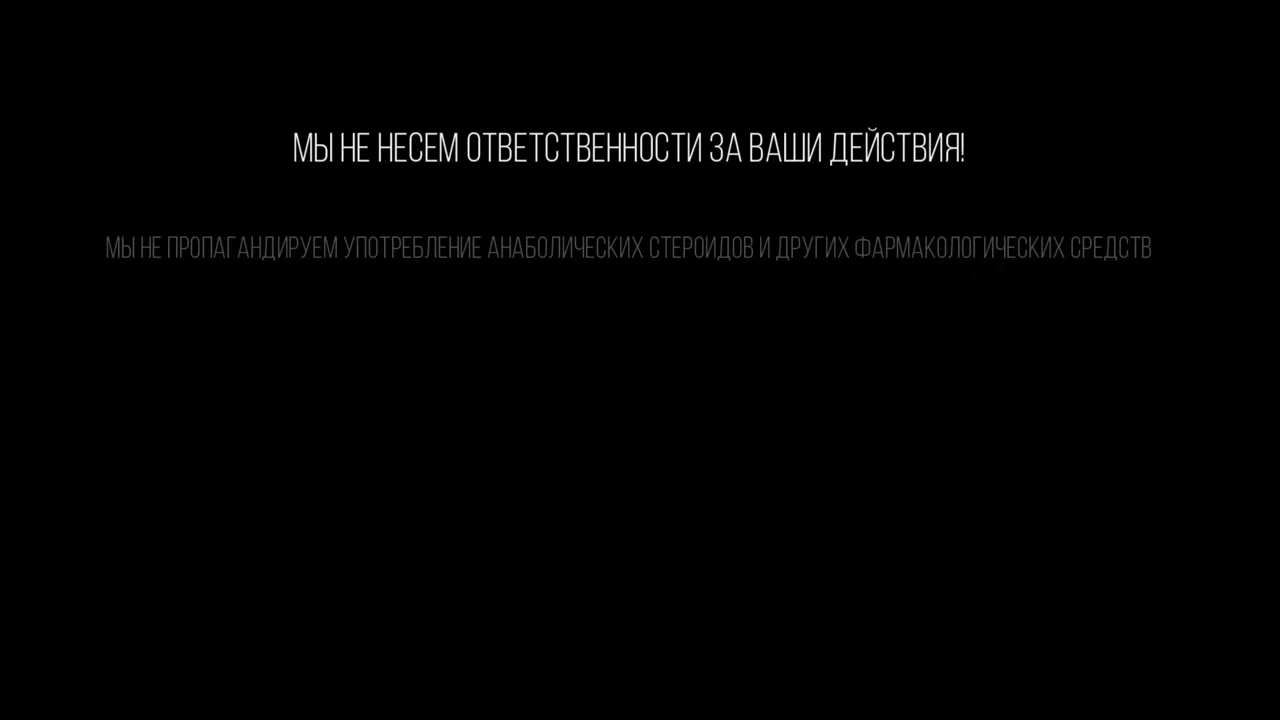 МЫ НЕ НЕСЕМ ОТВЕТСТВЕННОСТИ ЗА ВАШИ ДЕЙСТВИЯ!
МЫ НЕ ПРОПАГАНДИРУЕМ УПОТРЕБЛЕНИЕ АНАБОЛИЧЕСКИХ СТЕРОИДОВ И ДРУГИХ ФАРМАКОЛОГИЧЕСКИХ СРЕДСТВ